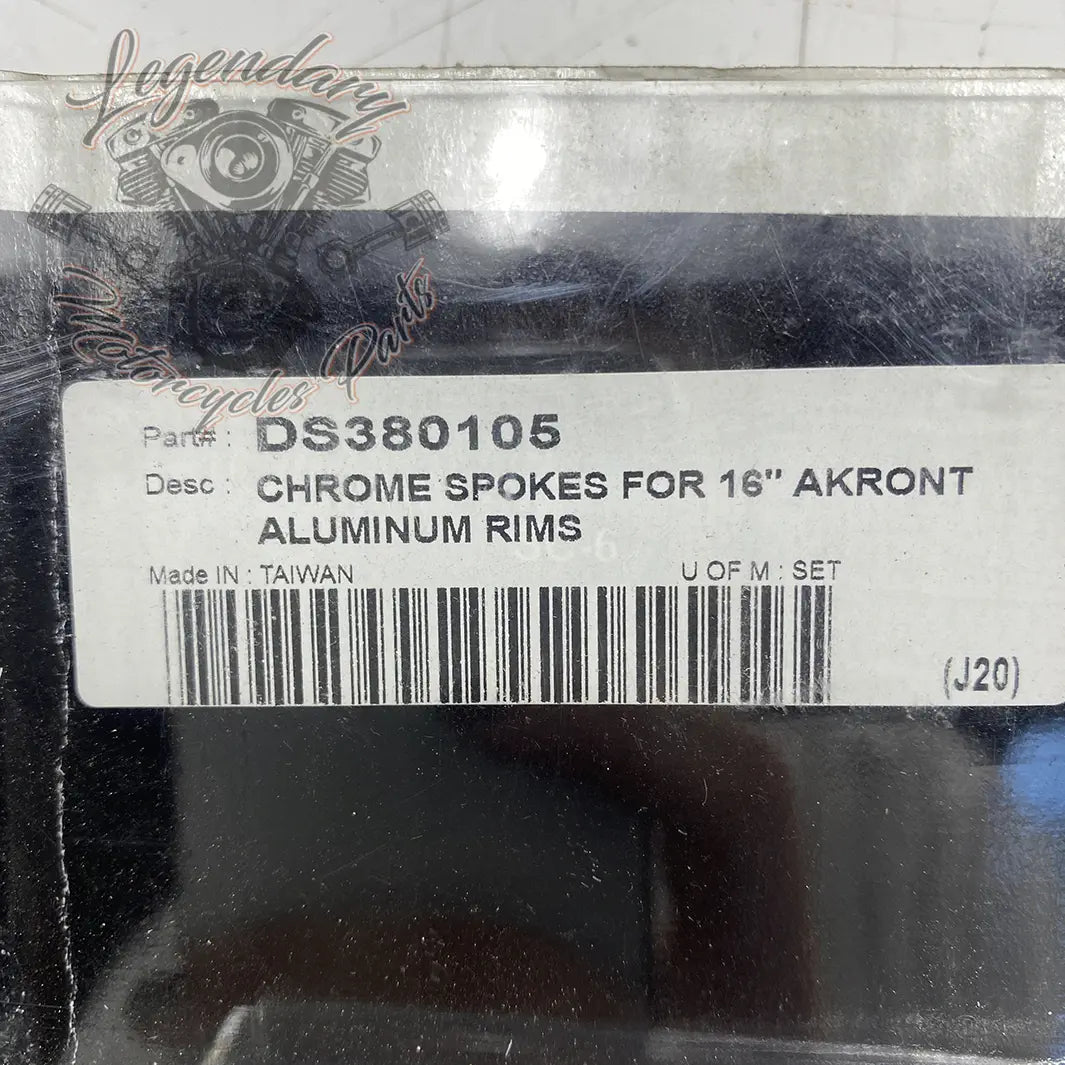 Legendary
Motorcycles Parts
Part# : DS380105
Desc : CHROME SPOKES FOR 16" AKRONT
ALUMINUM RIMS
Made IN : TAIWAN U OF M : SET
(J20)